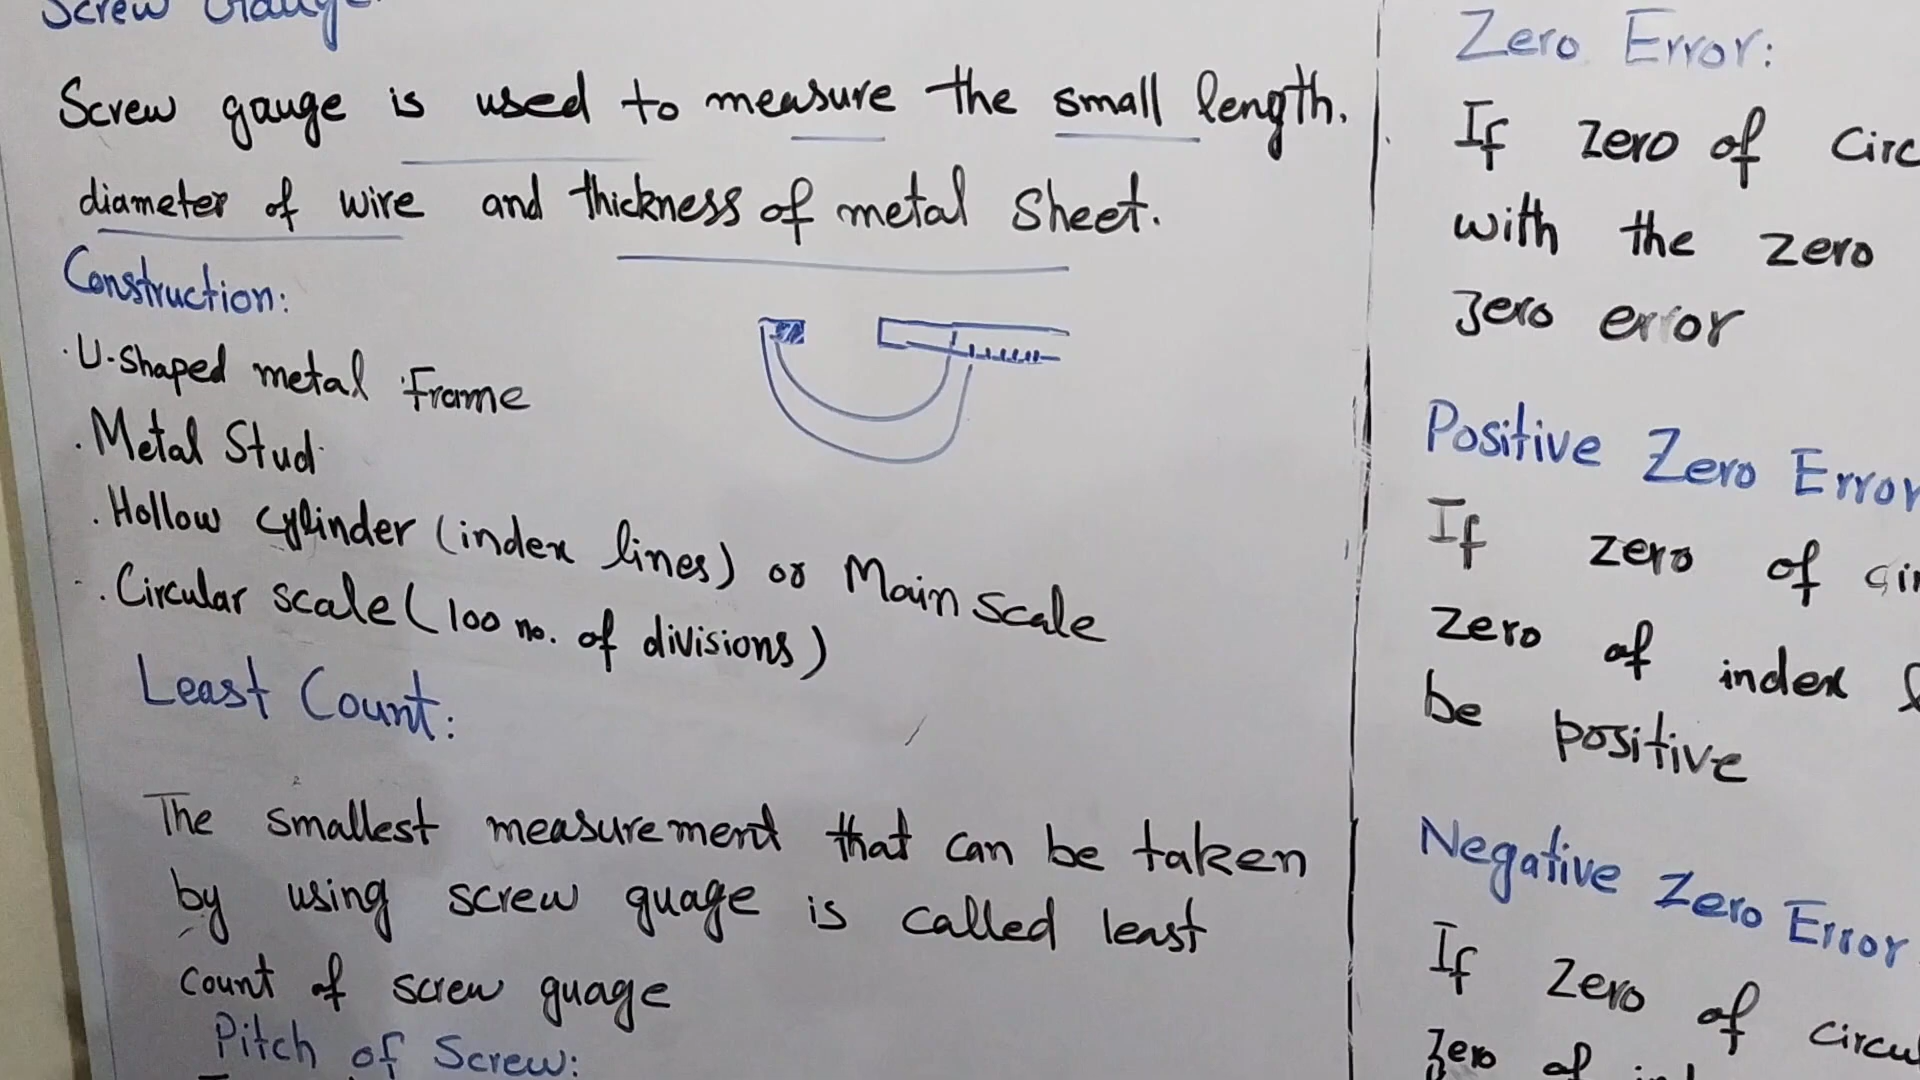 Screw Gauge
Screw gauge is used to measure the small length.
diameter of wire and thickness of metal Sheet.
Construction:
. U-Shaped metal Frame
. Metal Stud
. Hollow cylinder (index lines) or Main scale
. Circular scale (100 no. of divisions)
Least Count:
The smallest measurement that can be taken
by using screw guage is called least
count of screw guage
Pitch of Screw:
Zero Error:
If zero of
with the zero
zero error
Positive Zero Error
If zero of
zero of index
be positive
Negative Zero Error
If zero of
zero of